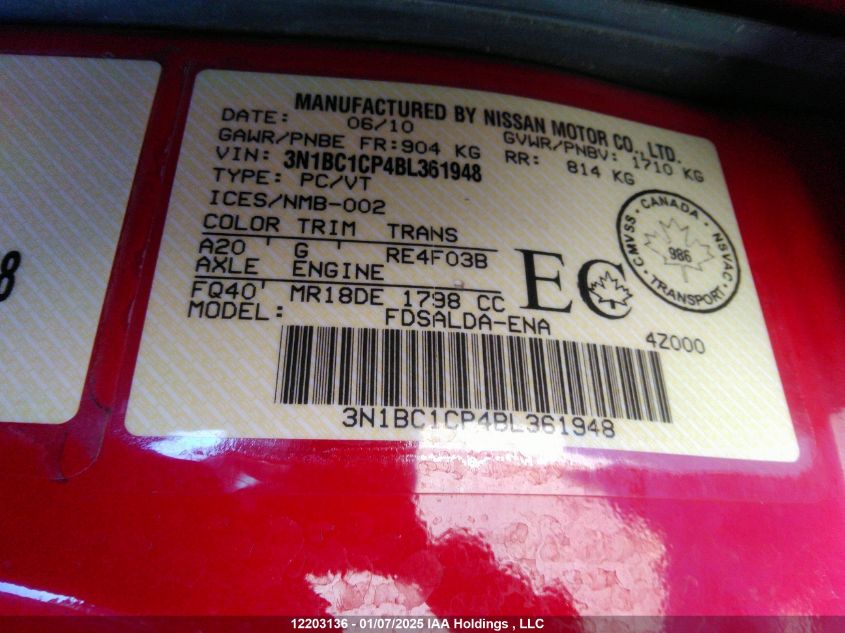 MANUFACTURED BY NISSAN MOTOR CO., LTD.
DATE: 06/10
GAWR/PNBE FR: 904 KG GVWR/PNBV: 1710 KG
VIN: 3N1BC1CP4BL361948 RR: 814 KG
TYPE: PC/VT
ICES/NMB-002
COLOR TRIM TRANS
A20 ' G ' RE4F03B
AXLE ENGINE
FQ40' MR18DE 1798 CC
MODEL: FDSALDA-ENA
EC
CANADA
CMVSS · NSVAC
986
TRANSPORT
4Z000
3N1BC1CP4BL361948
8
12203136 - 01/07/2025 IAA Holdings , LLC